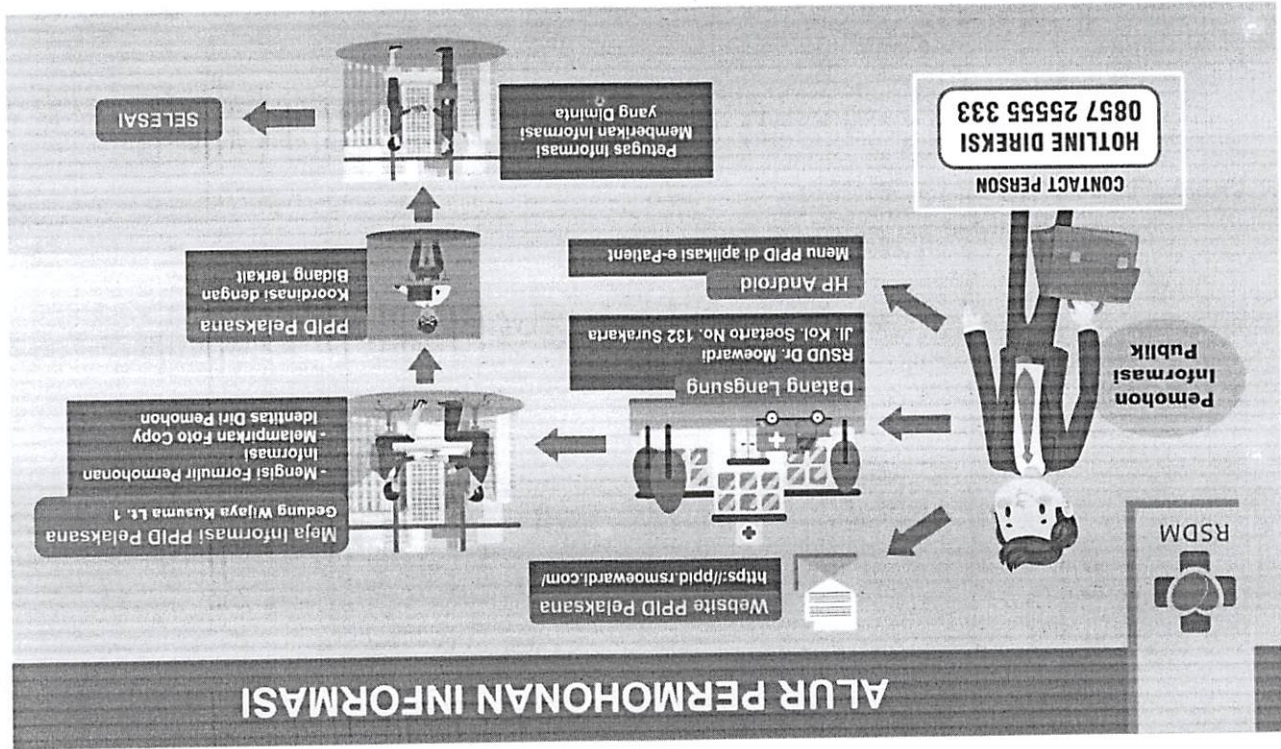 ALUR PERMOHONAN INFORMASI
RSDM
Pemohon
Informasi
Publik
Website PPID Pelaksana
https://ppid.rsmoewardi.com/
Datang Langsung
RSUD Dr. Moewardi
Jl. Kol. Soetarto No. 132 Surakarta
HP Android
Menu PPID di aplikasi e-Patient
CONTACT PERSON
HOTLINE DIREKSI
0857 25555 333
Meja Informasi PPID Pelaksana
Gedung Wijaya Kusuma Lt. 1
- Mengisi Formulir Permohonan
Informasi
- Melampirkan Foto Copy
Identitas Diri Pemohon
PPID Pelaksana
Koordinasi dengan
Bidang Terkait
Petugas Informasi
Memberikan Informasi
yang Diminta
SELESAI